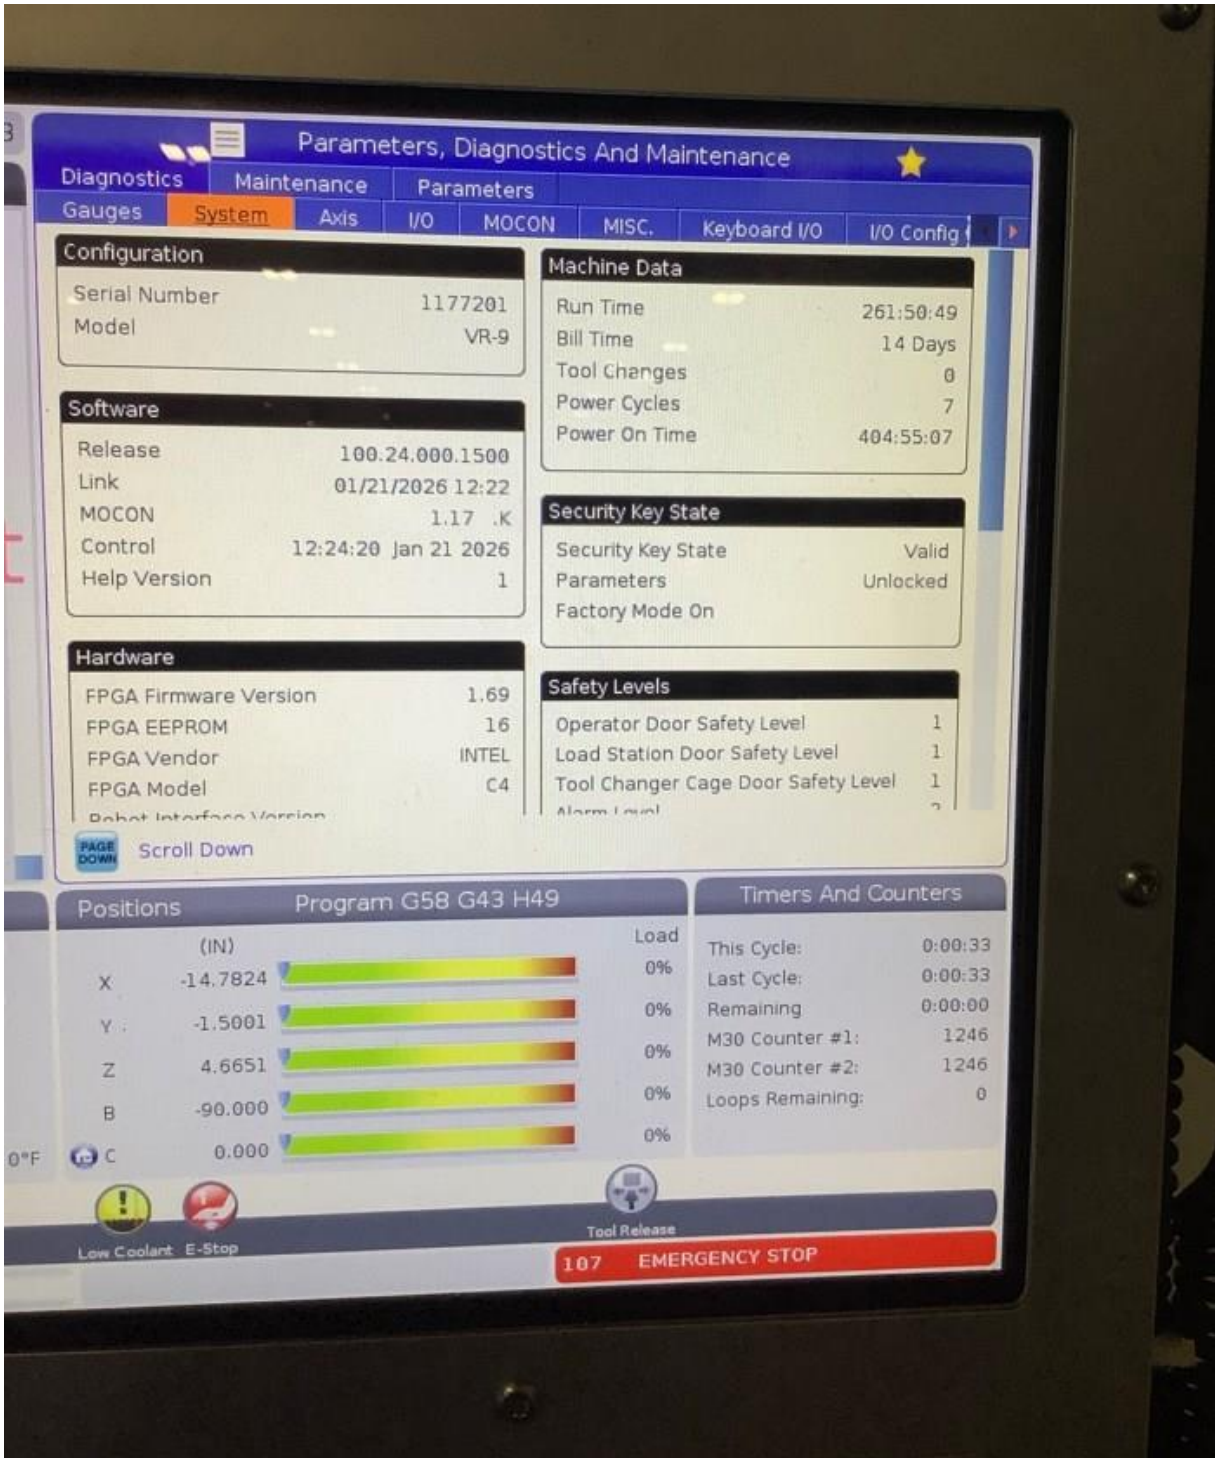 3
Parameters, Diagnostics And Maintenance
Diagnostics Maintenance Parameters
Gauges System Axis I/O MOCON MISC. Keyboard I/O I/O Config
Configuration
Serial Number 1177201
Model VR-9
Software
Release 100.24.000.1500
Link 01/21/2026 12:22
MOCON 1.17 .K
Control 12:24:20 Jan 21 2026
Help Version 1
Hardware
FPGA Firmware Version 1.69
FPGA EEPROM 16
FPGA Vendor INTEL
FPGA Model C4
Robot Interface Version
Machine Data
Run Time 261:50:49
Bill Time 14 Days
Tool Changes 0
Power Cycles 7
Power On Time 404:55:07
Security Key State
Security Key State Valid
Parameters Unlocked
Factory Mode On
Safety Levels
Operator Door Safety Level 1
Load Station Door Safety Level 1
Tool Changer Cage Door Safety Level 1
Alarm Level
t
PAGE DOWN Scroll Down
Positions Program G58 G43 H49
(IN) Load
X -14.7824 0%
Y -1.5001 0%
Z 4.6651 0%
B -90.000 0%
C 0.000 0%
Timers And Counters
This Cycle: 0:00:33
Last Cycle: 0:00:33
Remaining 0:00:00
M30 Counter #1: 1246
M30 Counter #2: 1246
Loops Remaining: 0
0°F
Low Coolant E-Stop
Tool Release
107 EMERGENCY STOP